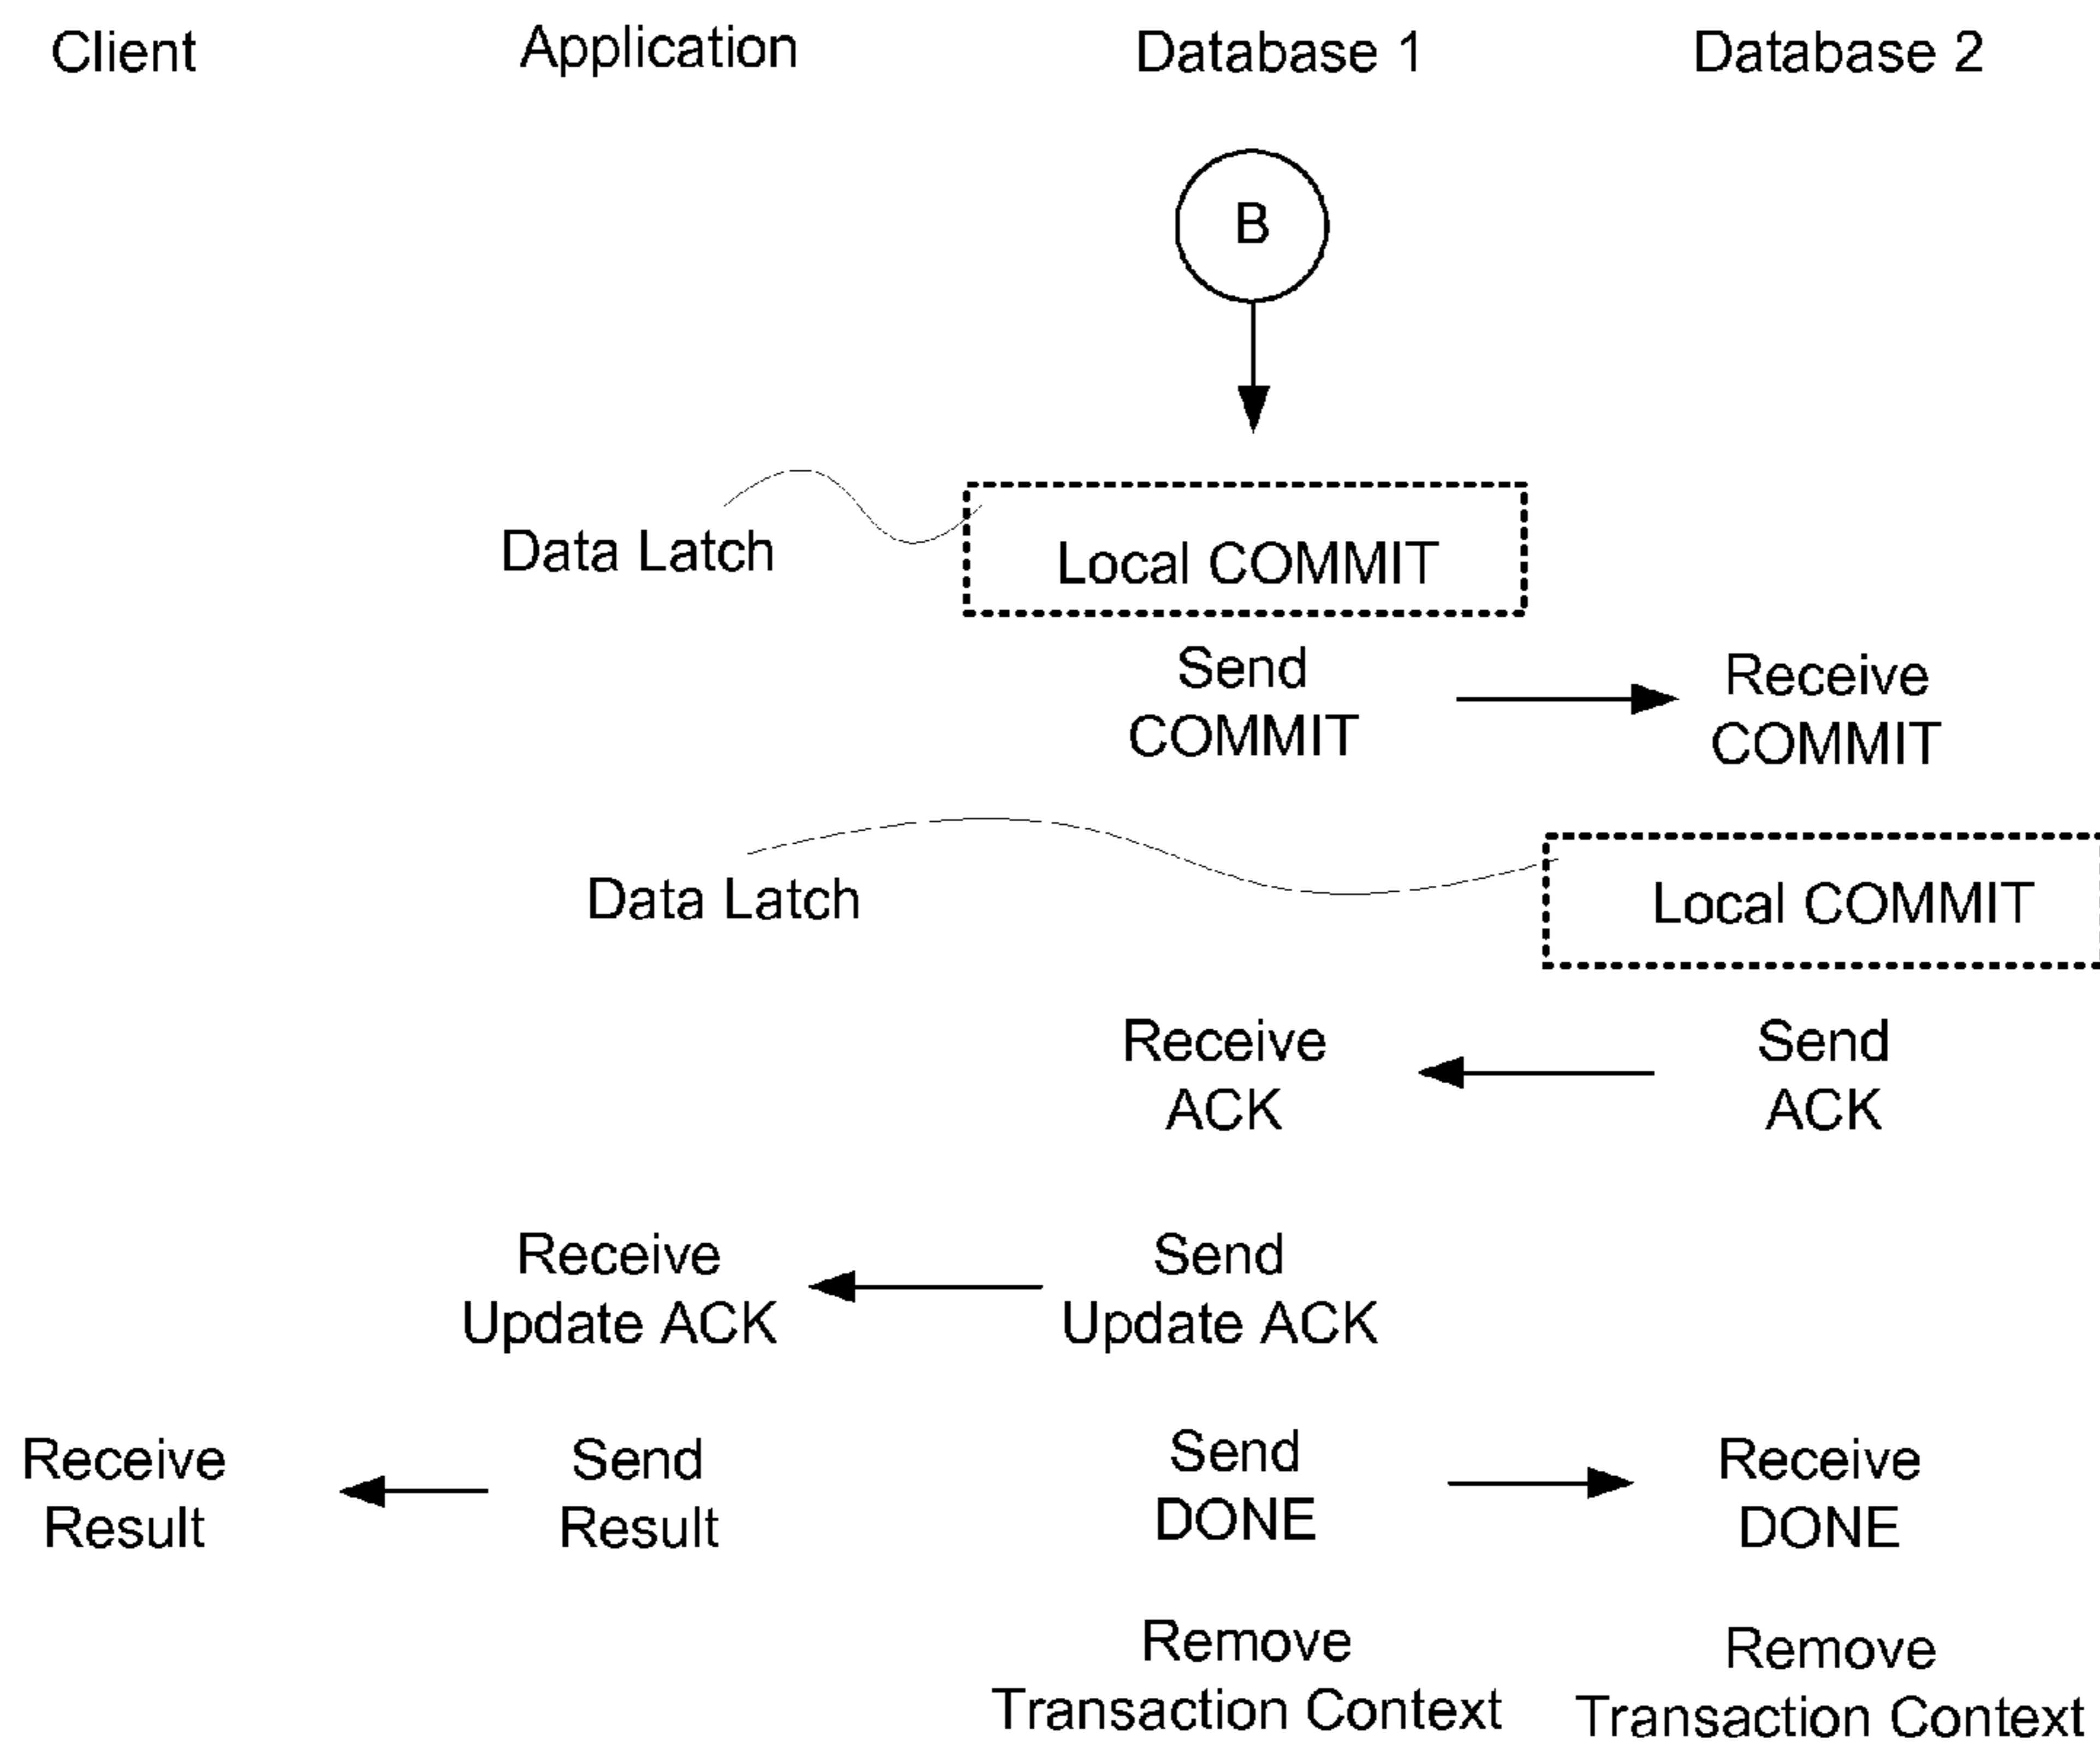 Client
Application
Database 1
Database 2
B
Data Latch
Local COMMIT
Send
COMMIT
Receive
COMMIT
Data Latch
Local COMMIT
Receive
ACK
Send
ACK
Receive
Update ACK
Send
Update ACK
Receive
Result
Send
Result
Send
DONE
Receive
DONE
Remove
Transaction Context
Remove
Transaction Context